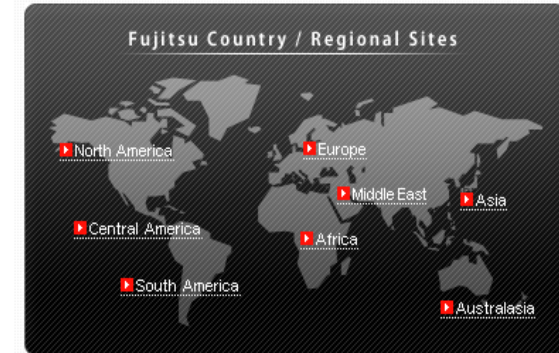 Fujitsu Country / Regional Sites
North America
Europe
Middle East
Asia
Central America
Africa
South America
Australasia